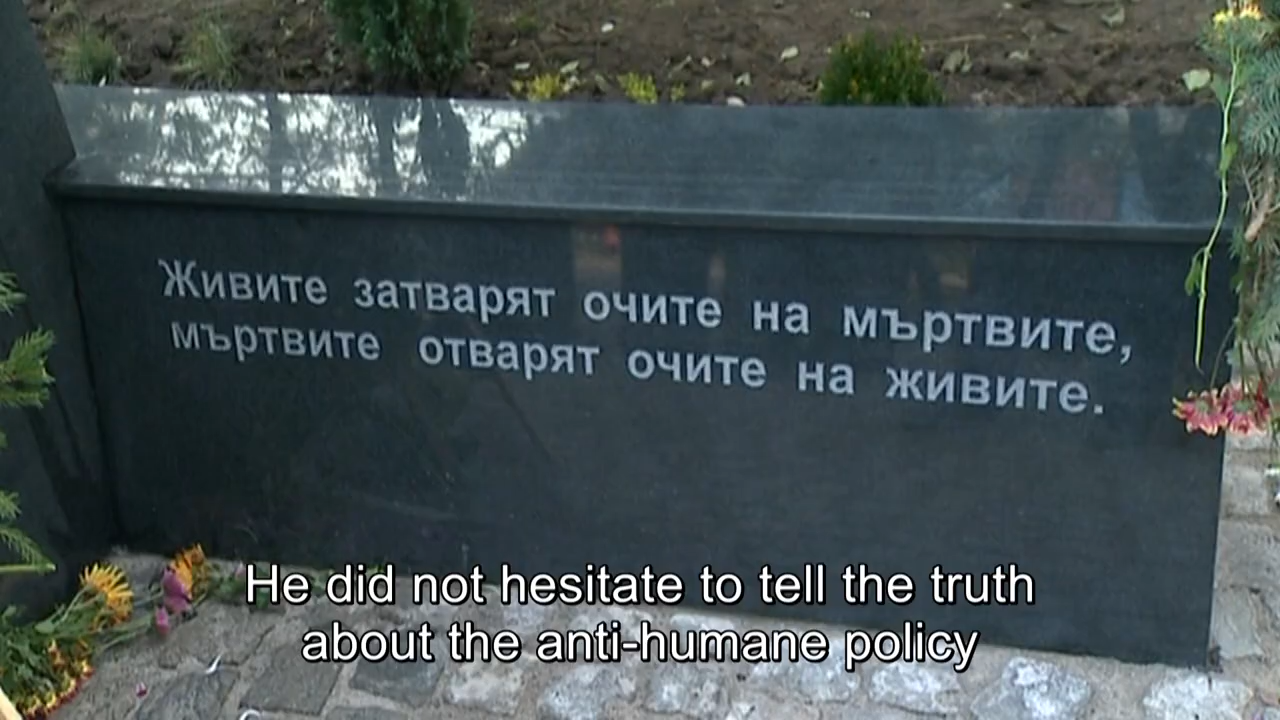 Живите затварят очите на мъртвите,
мъртвите отварят очите на живите.
He did not hesitate to tell the truth
about the anti-humane policy